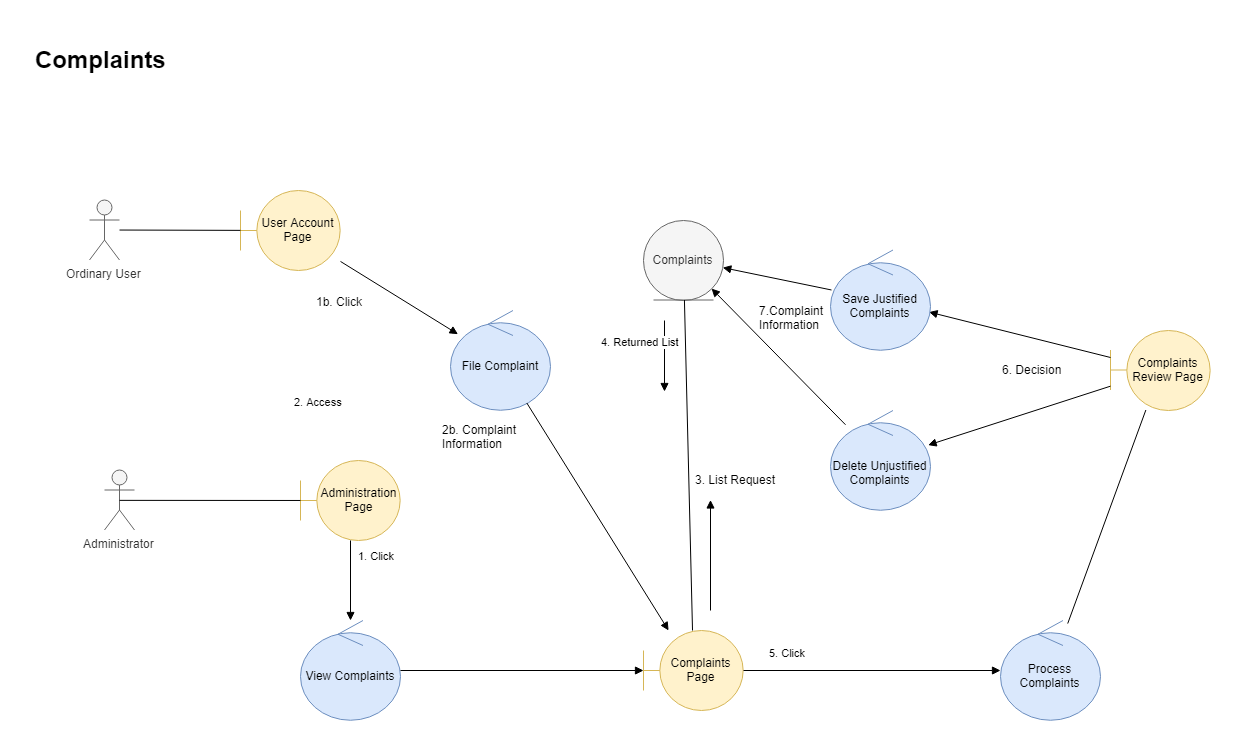 Complaints
User Account
Page
Ordinary User
1b. Click
Complaints
Save Justified
Complaints
7.Complaint
Information
4. Returned List
File Complaint
6. Decision
Complaints
Review Page
2. Access
2b. Complaint
Information
Delete Unjustified
Complaints
3. List Request
Administration
Page
Administrator
1. Click
5. Click
View Complaints
Complaints
Page
Process
Complaints